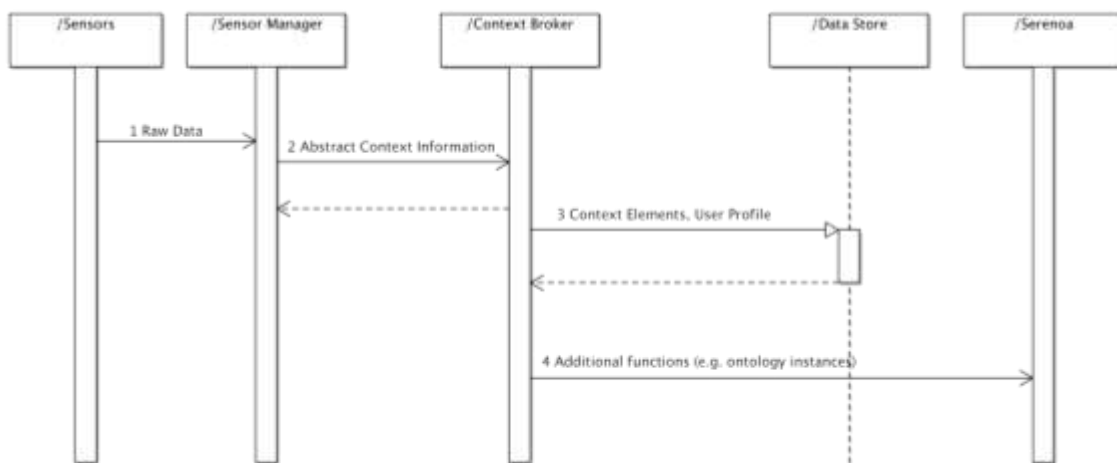 /Sensors
/Sensor Manager
/Context Broker
/Data Store
/Serenoa
1 Raw Data
2 Abstract Context Information
3 Context Elements, User Profile
4 Additional functions (e.g. ontology instances)